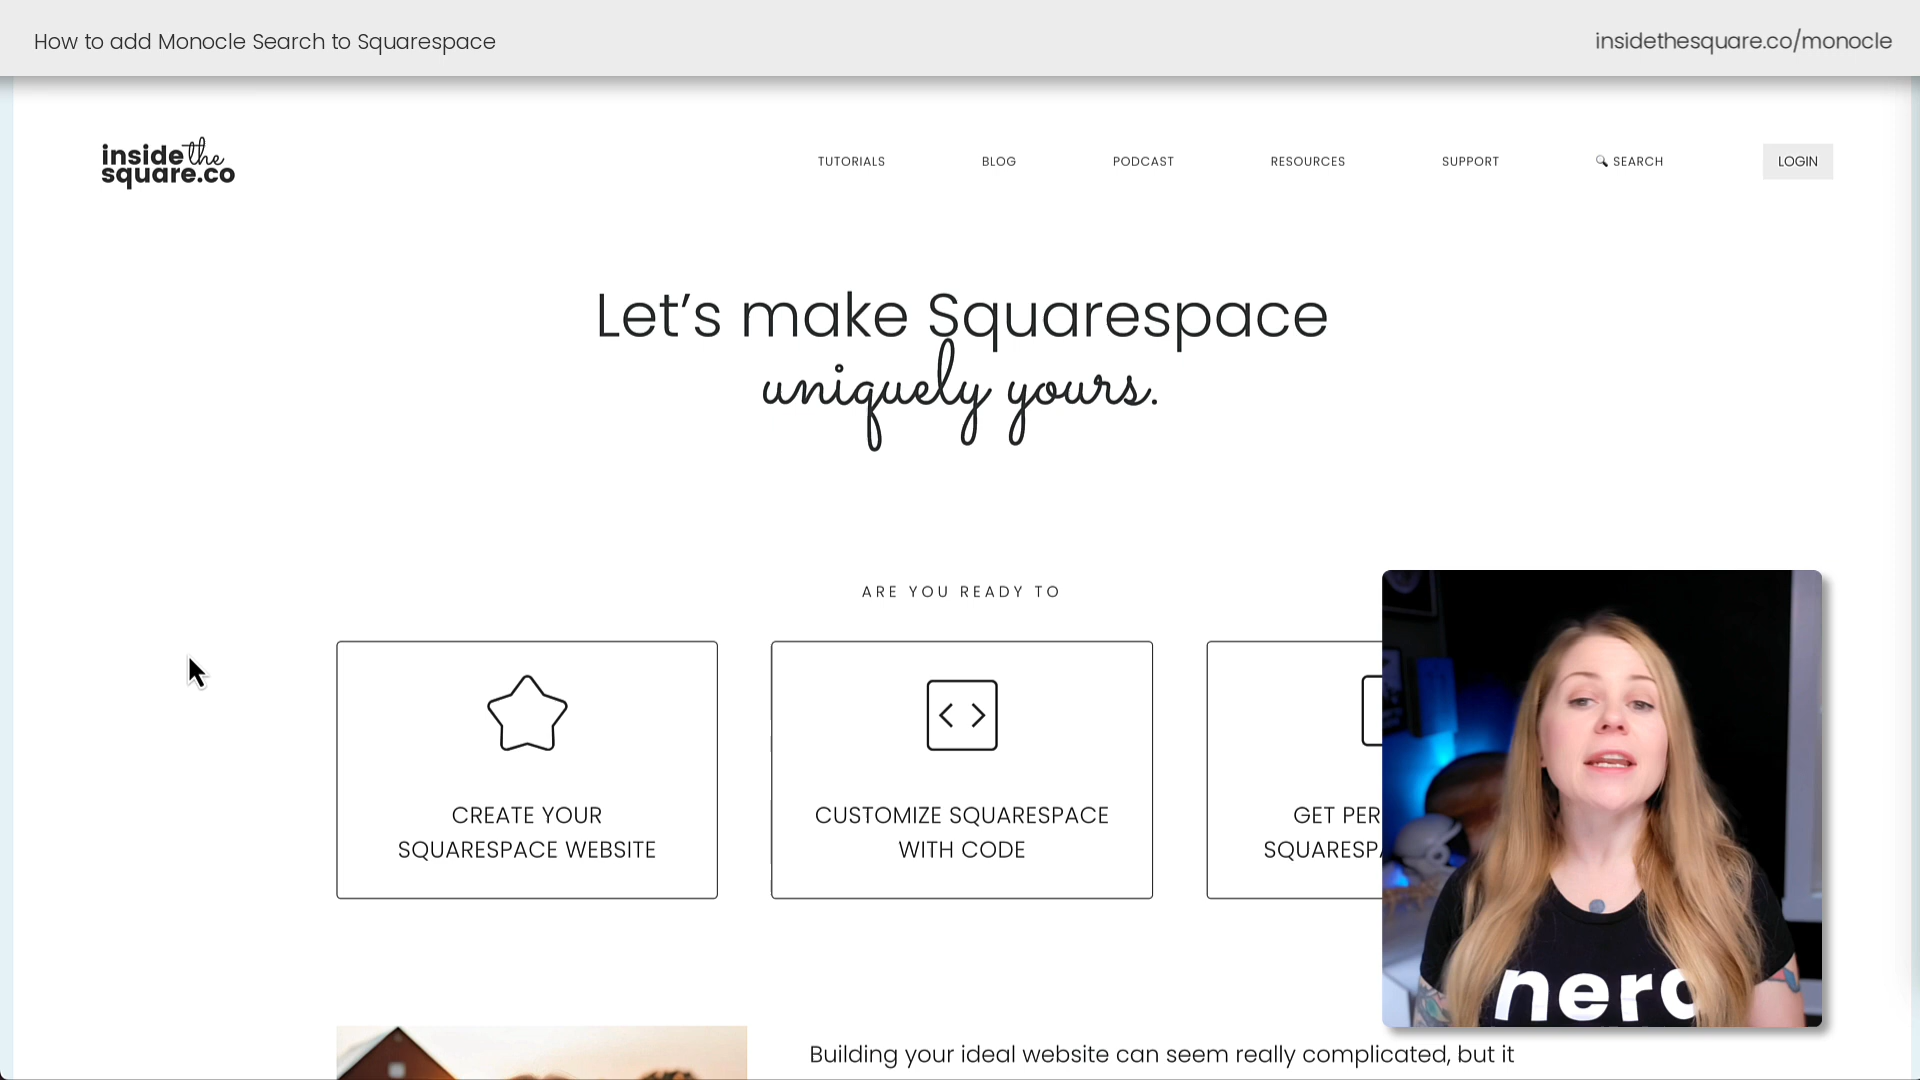 How to add Monocle Search to Squarespace
insidethesquare.co/monocle
inside the
square.co
TUTORIALS
BLOG
PODCAST
RESOURCES
SUPPORT
🔍 SEARCH
LOGIN
Let’s make Squarespace
uniquely yours.
ARE YOU READY TO
CREATE YOUR
SQUARESPACE WEBSITE
CUSTOMIZE SQUARESPACE
WITH CODE
GET
nerd
Building your ideal website can seem really complicated, but it